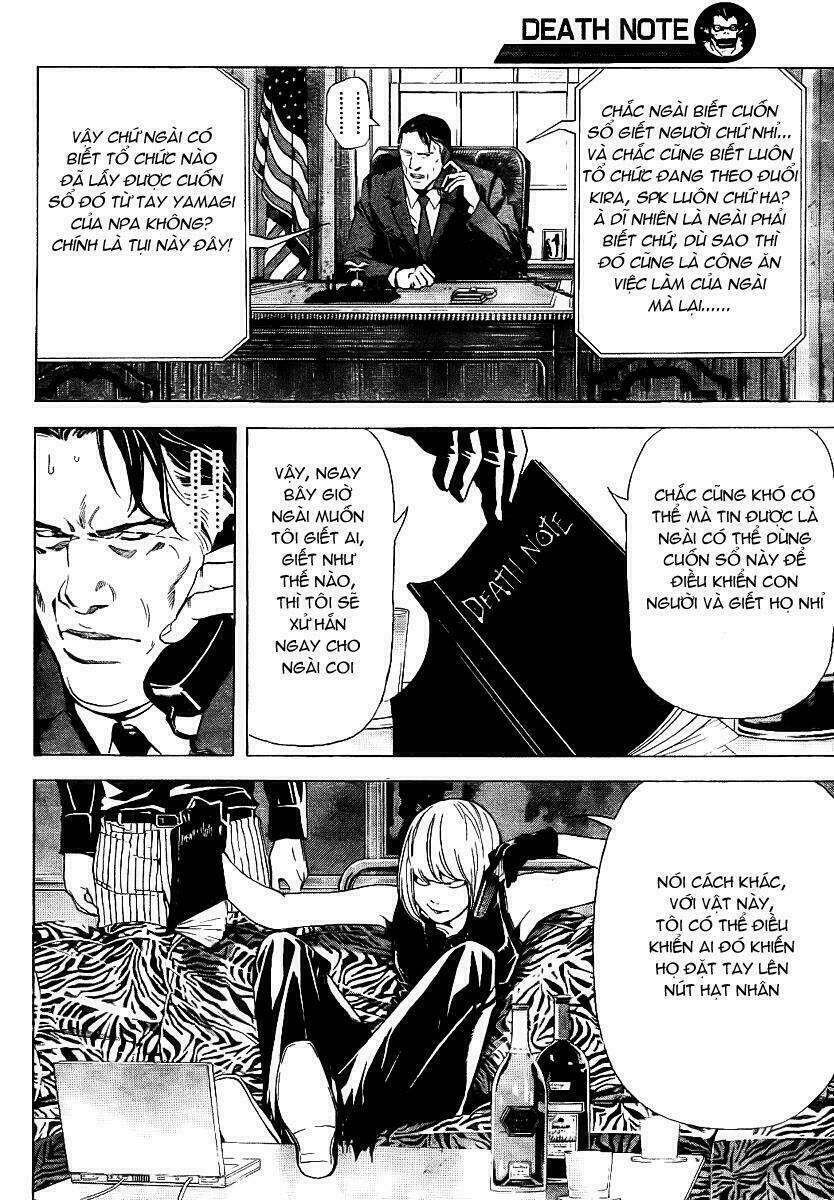 DEATH NOTE
CHẮC NGÀI BIẾT CUỐN
SỔ GIẾT NGƯỜI CHỨ NHỈ...
VÀ CHẮC CŨNG BIẾT LUÔN
TỔ CHỨC ĐANG THEO ĐUỔI
KIRA, SPK LUÔN CHỨ HẢ?
À DĨ NHIÊN LÀ NGÀI PHẢI
BIẾT CHỨ, DÙ SAO THÌ
ĐÓ CŨNG LÀ CÔNG ĂN
VIỆC LÀM CỦA NGÀI
MÀ LẠI......
VẬY CHỨ NGÀI CÓ
BIẾT TỔ CHỨC NÀO
ĐÃ LẤY ĐƯỢC CUỐN
SỔ ĐÓ TỪ TAY YAMAGI
CỦA NPA KHÔNG?
CHÍNH LÀ TỤI NÀY ĐÂY!
CHẮC CŨNG KHÓ CÓ
THỂ MÀ TIN ĐƯỢC LÀ
NGÀI CÓ THỂ DÙNG
CUỐN SỔ NÀY ĐỂ
ĐIỀU KHIỂN CON
NGƯỜI VÀ GIẾT HỌ NHỈ
DEATH NOTE
VẬY, NGAY
BÂY GIỜ
NGÀI MUỐN
TÔI GIẾT AI,
GIẾT NHƯ
THẾ NÀO,
THÌ TÔI SẼ
XỬ HẮN
NGAY CHO
NGÀI COI
NÓI CÁCH KHÁC,
VỚI VẬT NÀY,
TÔI CÓ THỂ ĐIỀU
KHIỂN AI ĐÓ KHIẾN
HỌ ĐẶT TAY LÊN
NÚT HẠT NHÂN